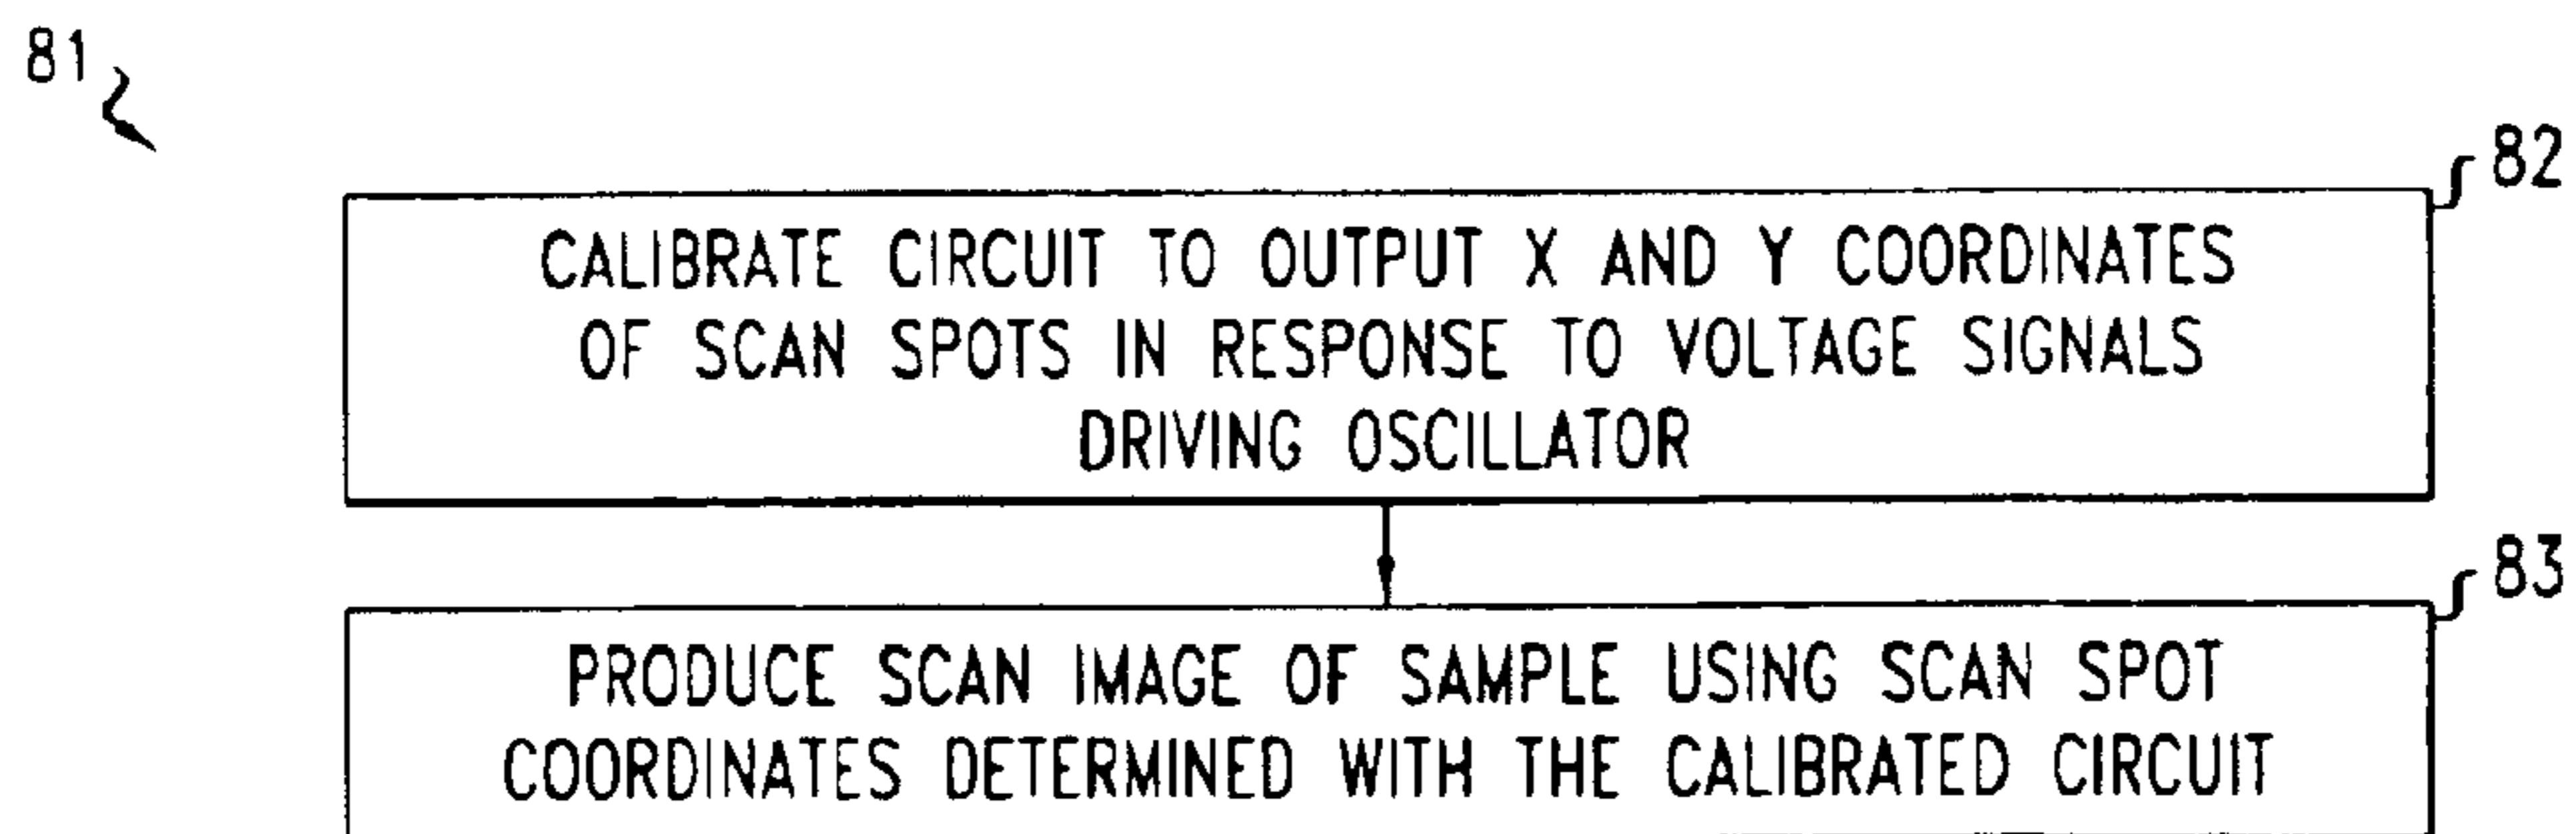 81
82
CALIBRATE CIRCUIT TO OUTPUT X AND Y COORDINATES
OF SCAN SPOTS IN RESPONSE TO VOLTAGE SIGNALS
DRIVING OSCILLATOR
83
PRODUCE SCAN IMAGE OF SAMPLE USING SCAN SPOT
COORDINATES DETERMINED WITH THE CALIBRATED CIRCUIT